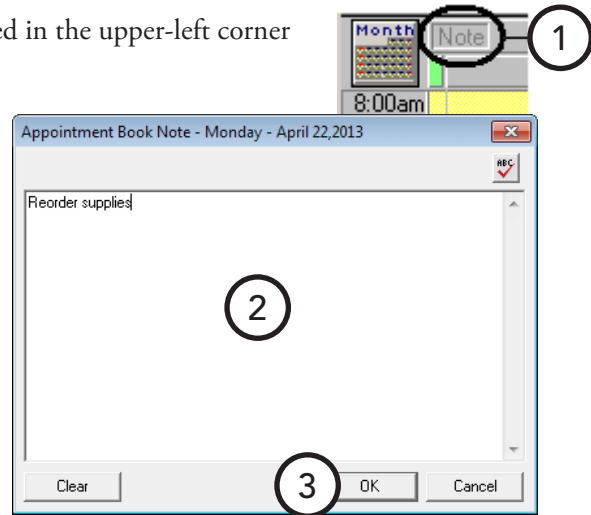 ed in the upper-left corner
Month Note 1
8:00am
Appointment Book Note - Monday - April 22,2013
ABC
Reorder supplies
2
Clear 3 OK Cancel